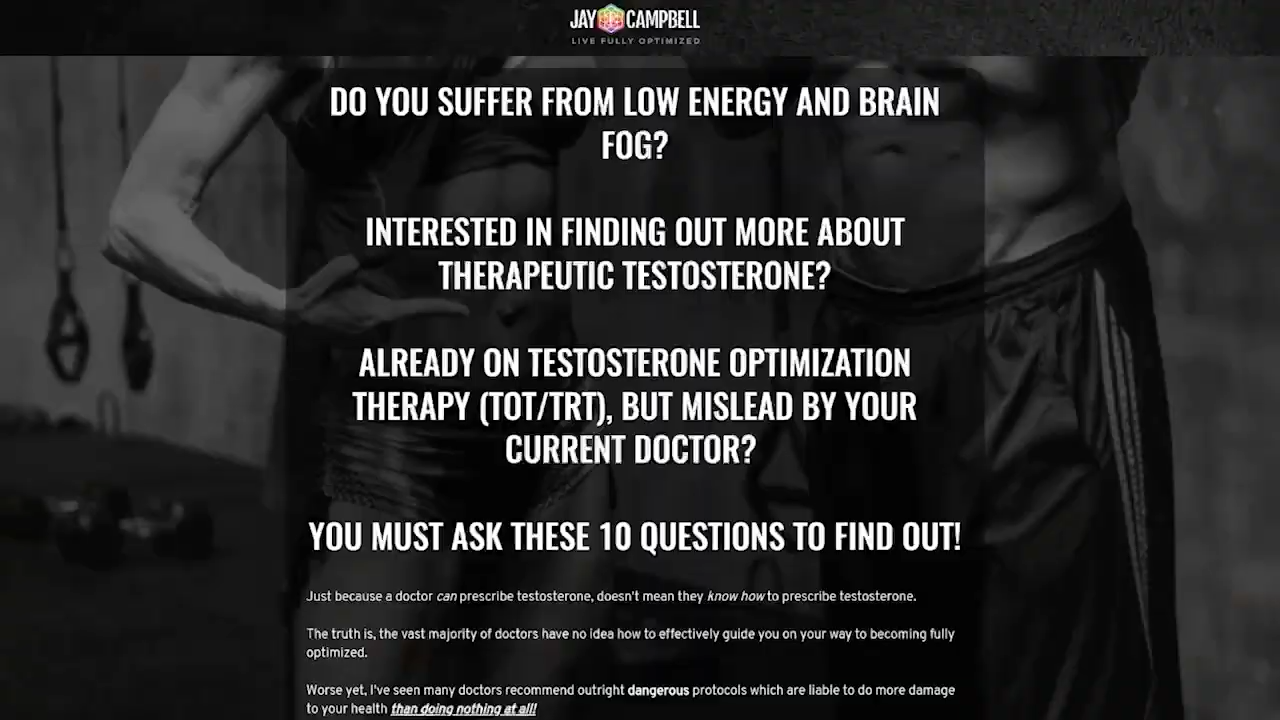 JAY CAMPBELL
LIVE FULLY OPTIMIZED
DO YOU SUFFER FROM LOW ENERGY AND BRAIN
FOG?
INTERESTED IN FINDING OUT MORE ABOUT
THERAPEUTIC TESTOSTERONE?
ALREADY ON TESTOSTERONE OPTIMIZATION
THERAPY (TOT/TRT), BUT MISLEAD BY YOUR
CURRENT DOCTOR?
YOU MUST ASK THESE 10 QUESTIONS TO FIND OUT!
Just because a doctor can prescribe testosterone, doesn't mean they know how to prescribe testosterone.
The truth is, the vast majority of doctors have no idea how to effectively guide you on your way to becoming fully
optimized.
Worse yet, I've seen many doctors recommend outright dangerous protocols which are liable to do more damage
to your health than doing nothing at all!